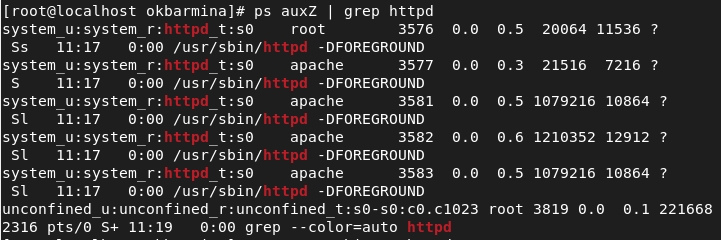 [root@localhost okbarmina]# ps auxZ | grep httpd
system_u:system_r:httpd_t:s0    root        3576  0.0  0.5  20064 11536 ?
 Ss   11:17   0:00 /usr/sbin/httpd -DFOREGROUND
system_u:system_r:httpd_t:s0    apache      3577  0.0  0.3  21516  7216 ?
 S    11:17   0:00 /usr/sbin/httpd -DFOREGROUND
system_u:system_r:httpd_t:s0    apache      3581  0.0  0.5 1079216 10864 ?
 Sl   11:17   0:00 /usr/sbin/httpd -DFOREGROUND
system_u:system_r:httpd_t:s0    apache      3582  0.0  0.6 1210352 12912 ?
 Sl   11:17   0:00 /usr/sbin/httpd -DFOREGROUND
system_u:system_r:httpd_t:s0    apache      3583  0.0  0.5 1079216 10864 ?
 Sl   11:17   0:00 /usr/sbin/httpd -DFOREGROUND
unconfined_u:unconfined_r:unconfined_t:s0-s0:c0.c1023 root 3819 0.0  0.1 221668
2316 pts/0 S+ 11:19   0:00 grep --color=auto httpd